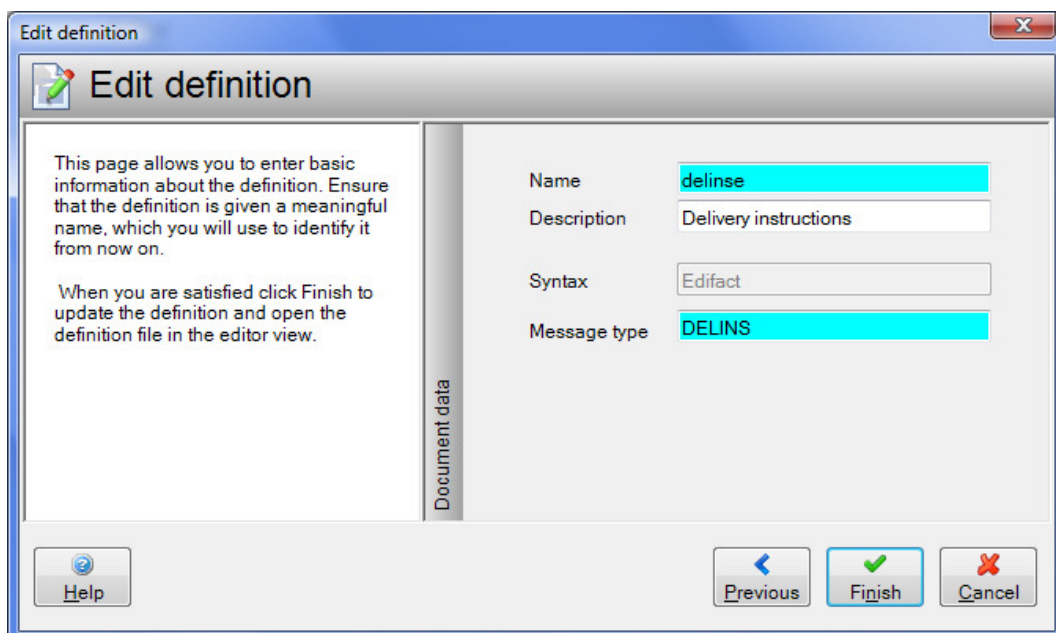 Edit definition
Edit definition
This page allows you to enter basic
information about the definition. Ensure
that the definition is given a meaningful
name, which you will use to identify it
from now on.
When you are satisfied click Finish to
update the definition and open the
definition file in the editor view.
Document data
Name delinse
Description Delivery instructions
Syntax Edifact
Message type DELINS
Help
Previous
Finish
Cancel